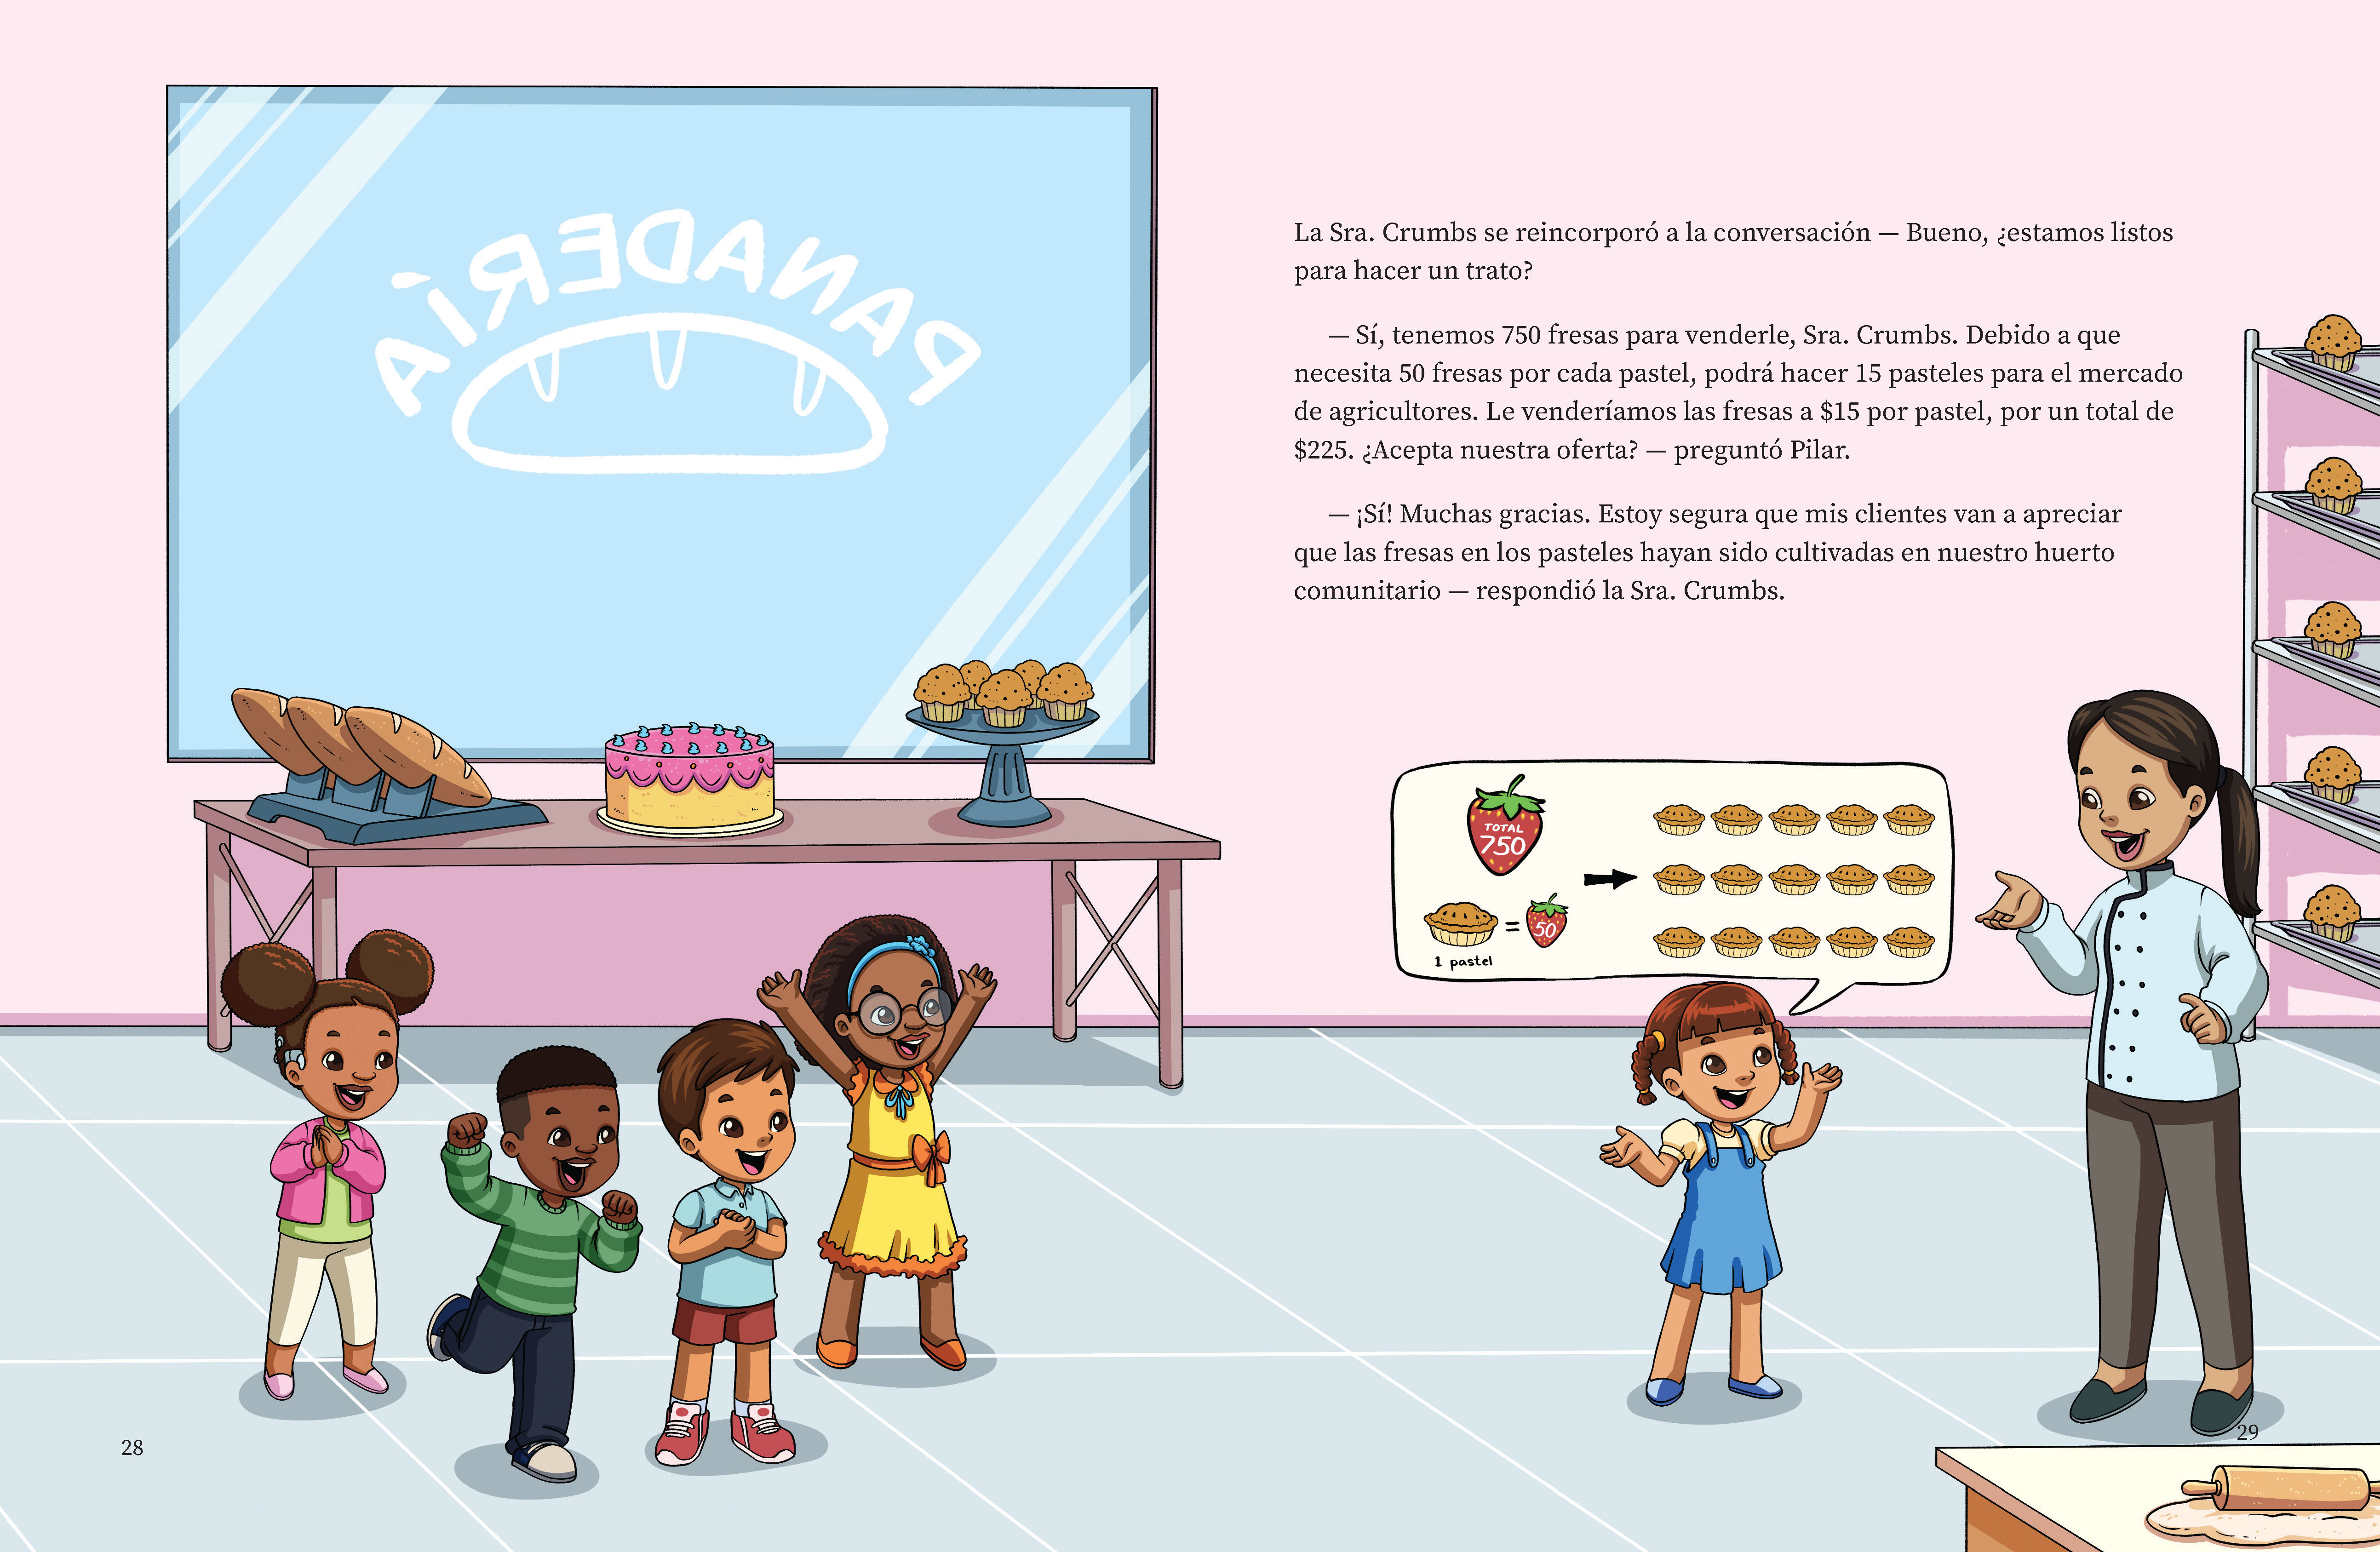 PANADERÍA
La Sra. Crumbs se reincorporó a la conversación — Bueno, ¿estamos listos
para hacer un trato?
— Sí, tenemos 750 fresas para venderle, Sra. Crumbs. Debido a que
necesita 50 fresas por cada pastel, podrá hacer 15 pasteles para el mercado
de agricultores. Le venderíamos las fresas a $15 por pastel, por un total de
$225. ¿Acepta nuestra oferta? — preguntó Pilar.
— ¡Sí! Muchas gracias. Estoy segura que mis clientes van a apreciar
que las fresas en los pasteles hayan sido cultivadas en nuestro huerto
comunitario — respondió la Sra. Crumbs.
TOTAL
750
= 50
1 pastel
28
29